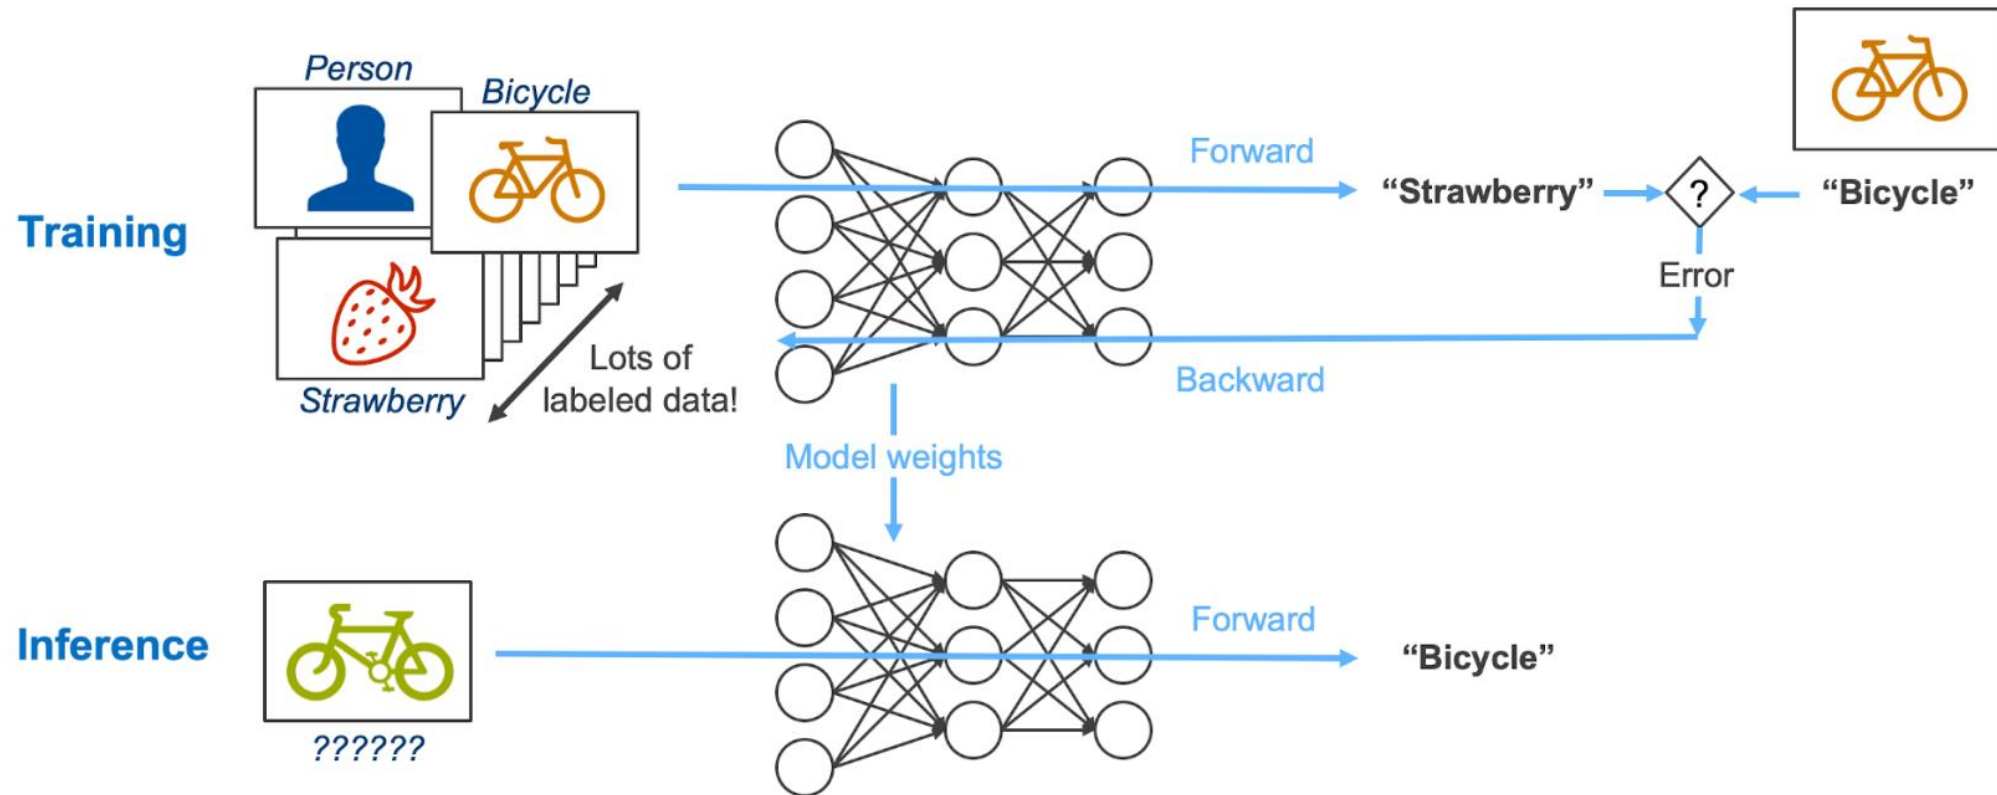 Person
Bicycle
Training
Strawberry
Lots of
labeled data!
Forward
“Strawberry”
?
“Bicycle”
Error
Backward
Model weights
Inference
??????
Forward
“Bicycle”